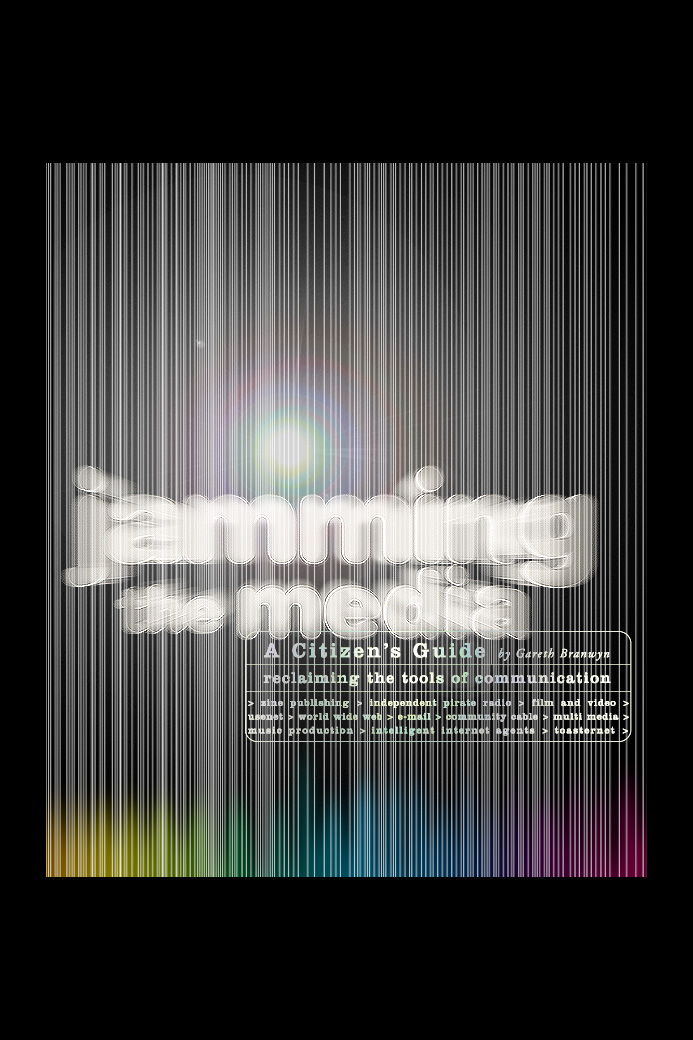 jamming
the media
A Citizen's Guide by Gareth Branwyn
reclaiming the tools of communication
> zine publishing > independent pirate radio > film and video >
usenet > world wide web > e-mail > community cable > multi media >
music production > intelligent internet agents > toasternet >